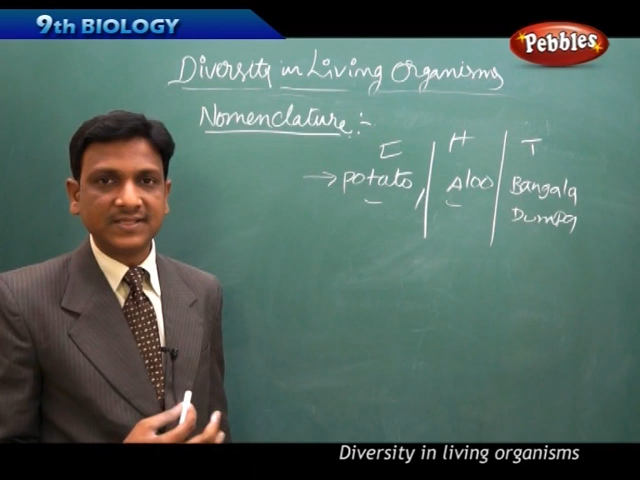 9th BIOLOGY
Pebbles
Diversity in Living Organisms
Nomenclature :-
E | H | T
→ potato, | Aloo | Bangala
Dumpa
Diversity in living organisms